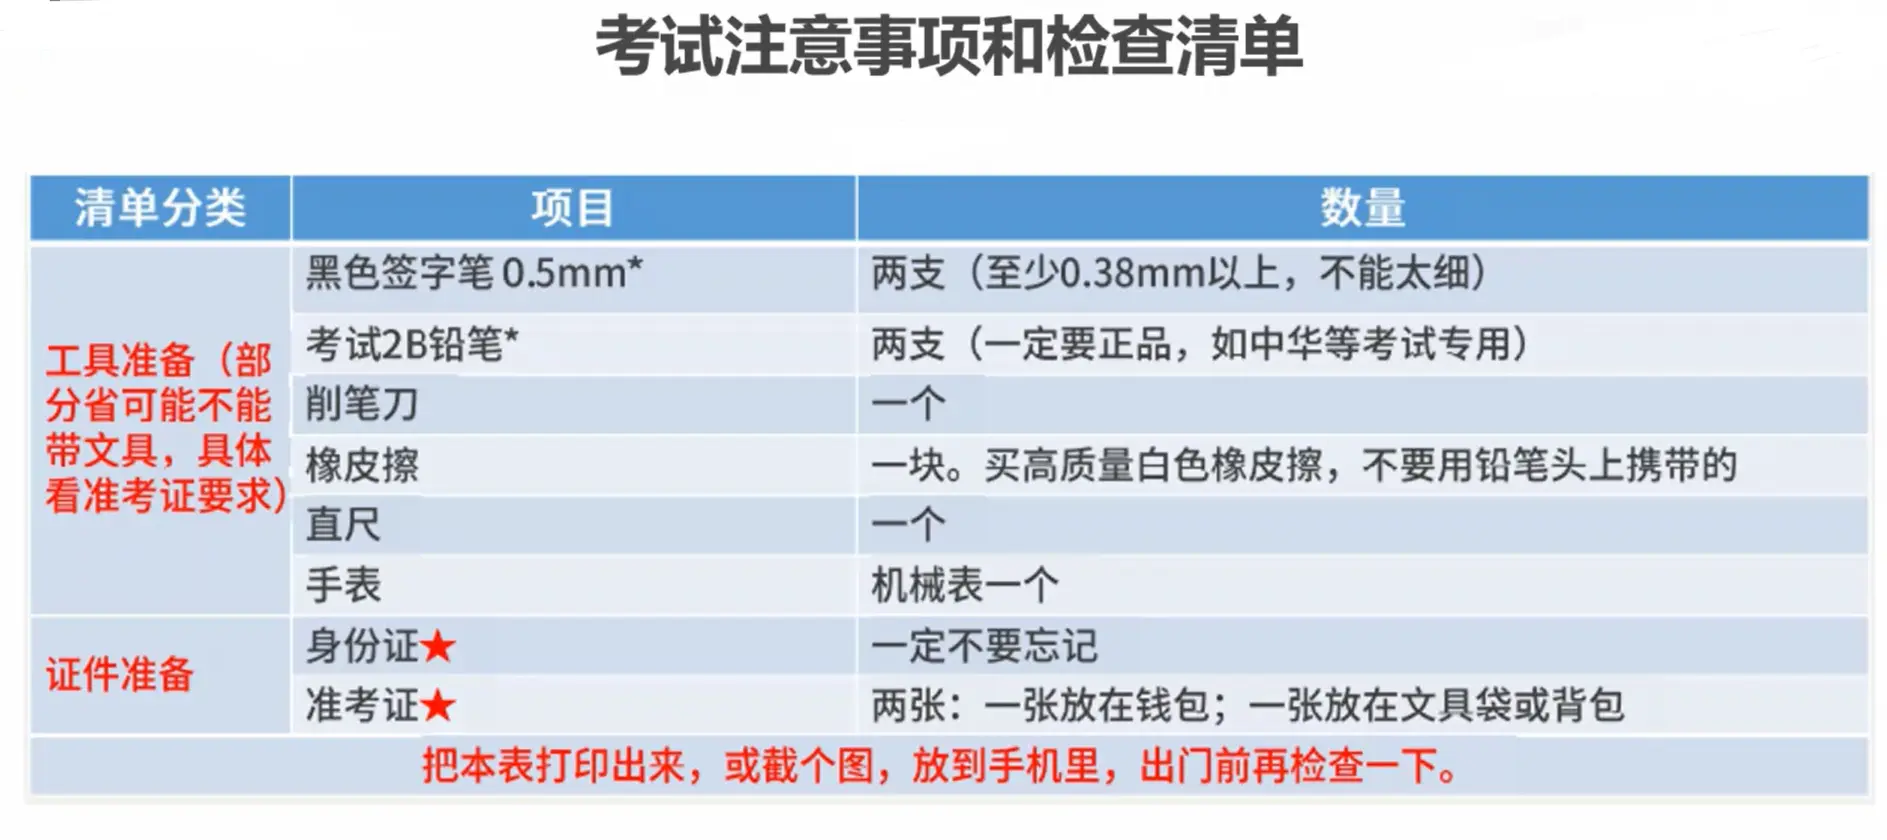 考试注意事项和检查清单
清单分类 项目 数量
工具准备（部
分省可能不能
带文具，具体
看准考证要求）
黑色签字笔 0.5mm* 两支（至少0.38mm以上，不能太细）
考试2B铅笔* 两支（一定要正品，如中华等考试专用）
削笔刀 一个
橡皮擦 一块。买高质量白色橡皮擦，不要用铅笔头上携带的
直尺 一个
手表 机械表一个
证件准备
身份证★ 一定不要忘记
准考证★ 两张：一张放在钱包；一张放在文具袋或背包
把本表打印出来，或截个图，放到手机里，出门前再检查一下。